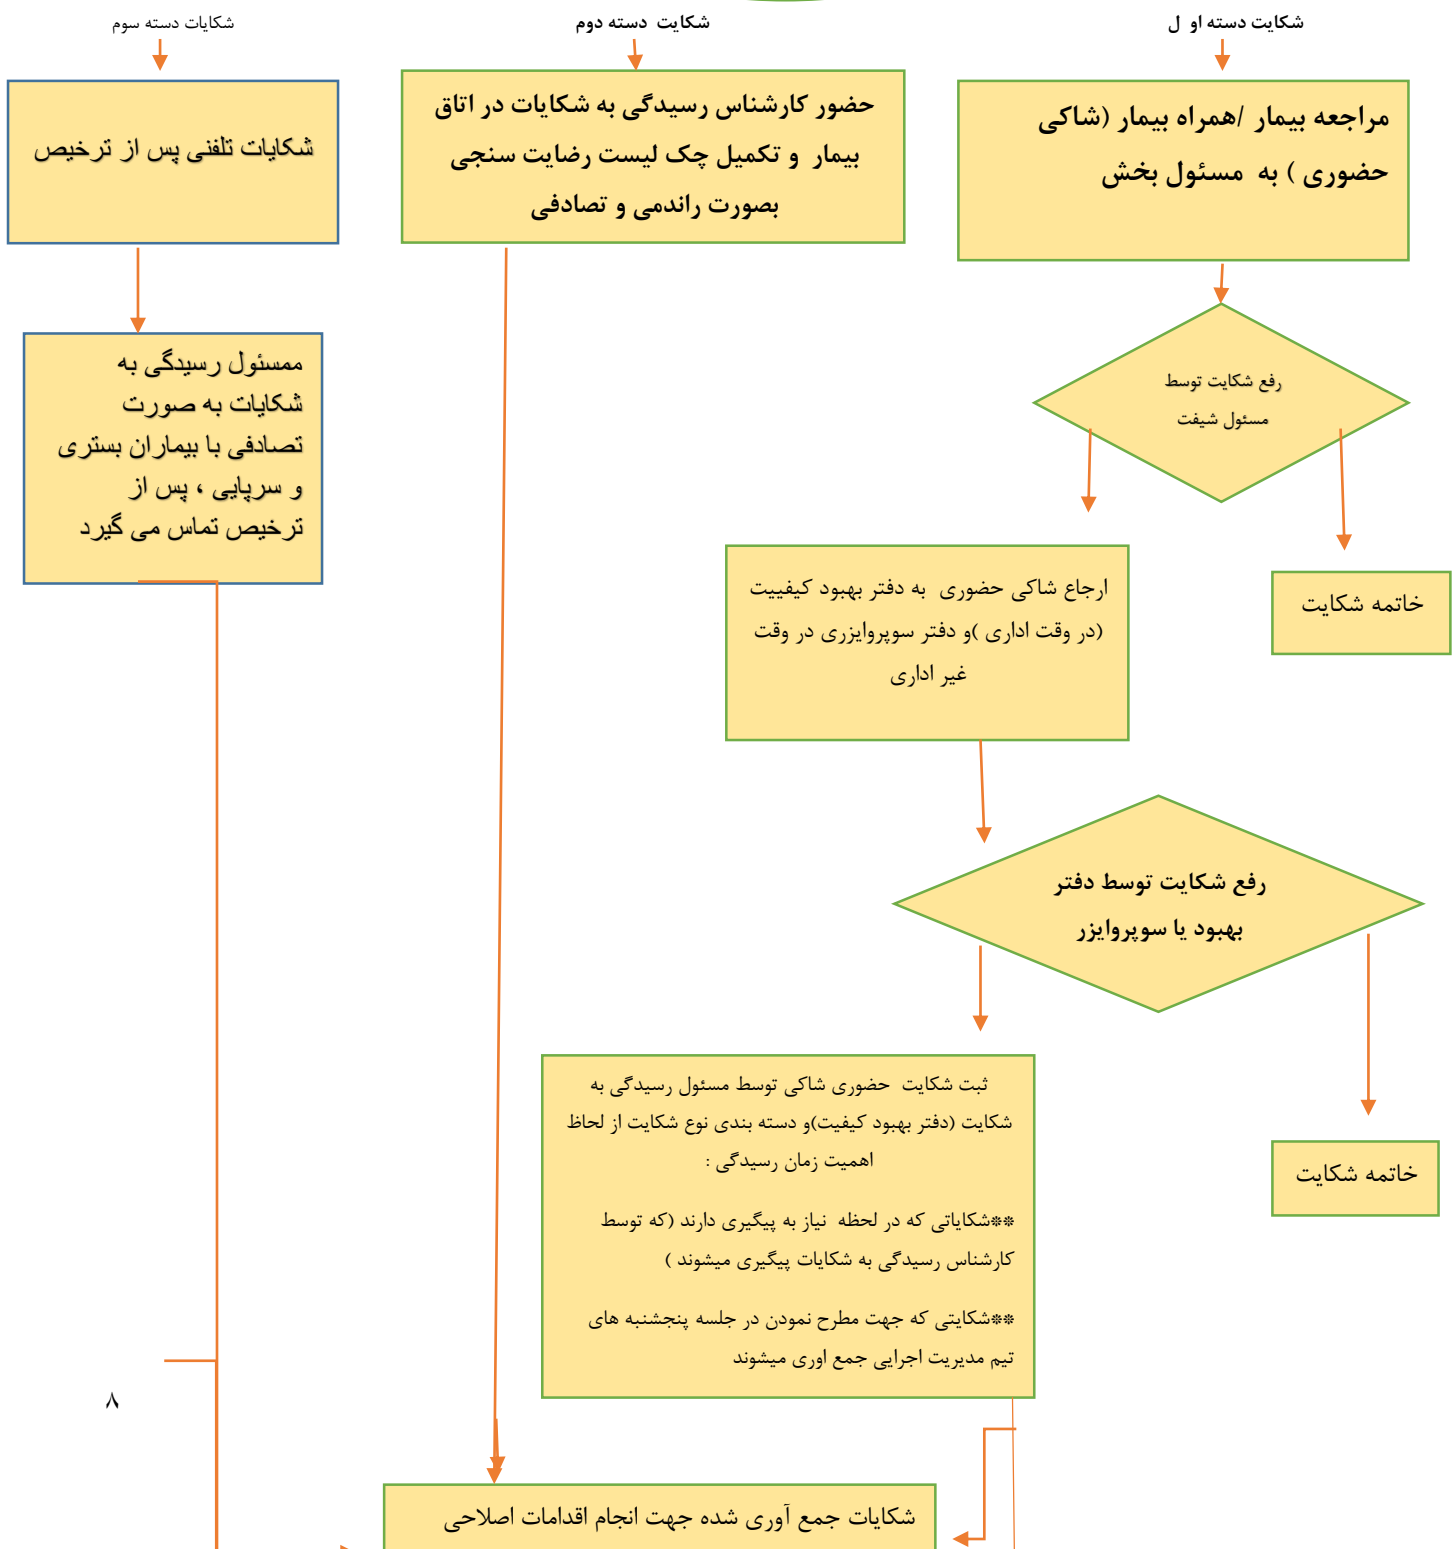 شکایت دسته او ل
شکایت دسته دوم
شکایات دسته سوم
مراجعه بیمار /همراه بیمار (شاکی
حضوری ) به مسئول بخش
حضور کارشناس رسیدگی به شکایات در اتاق
بیمار و تکمیل چک لیست رضایت سنجی
بصورت راندمی و تصادفی
شکایات تلفنی پس از ترخیص
رفع شکایت توسط
مسئول شیفت
ممسئول رسیدگی به
شکایات به صورت
تصادفی با بیماران بستری
و سرپایی ، پس از
ترخیص تماس می گیرد
خاتمه شکایت
ارجاع شاکی حضوری به دفتر بهبود کیفییت
(در وقت اداری )و دفتر سوپروایزری در وقت
غیر اداری
رفع شکایت توسط دفتر
بهبود یا سوپروایزر
خاتمه شکایت
ثبت شکایت حضوری شاکی توسط مسئول رسیدگی به
شکایت (دفتر بهبود کیفیت)و دسته بندی نوع شکایت از لحاظ
اهمیت زمان رسیدگی :
**شکایاتی که در لحظه نیاز به پیگیری دارند (که توسط
کارشناس رسیدگی به شکایات پیگیری میشوند )
**شکایتی که جهت مطرح نمودن در جلسه پنجشنبه های
تیم مدیریت اجرایی جمع اوری میشوند
۸
شکایات جمع آوری شده جهت انجام اقدامات اصلاحی